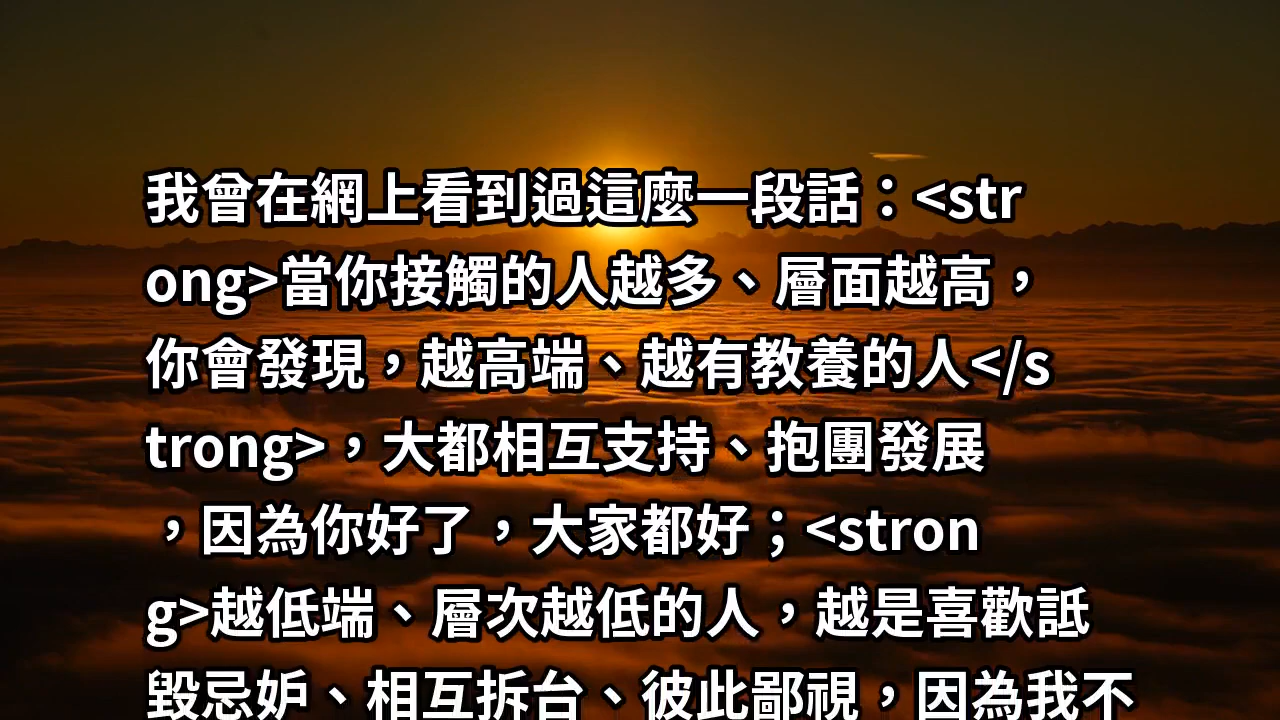 我曾在網上看到過這麼一段話：<str
ong>當你接觸的人越多、層面越高，
你會發現，越高端、越有教養的人</s
trong>，大都相互支持、抱團發展
，因為你好了，大家都好；<stron
g>越低端、層次越低的人，越是喜歡詆
毀忌妒、相互拆台、彼此鄙視，因為我不